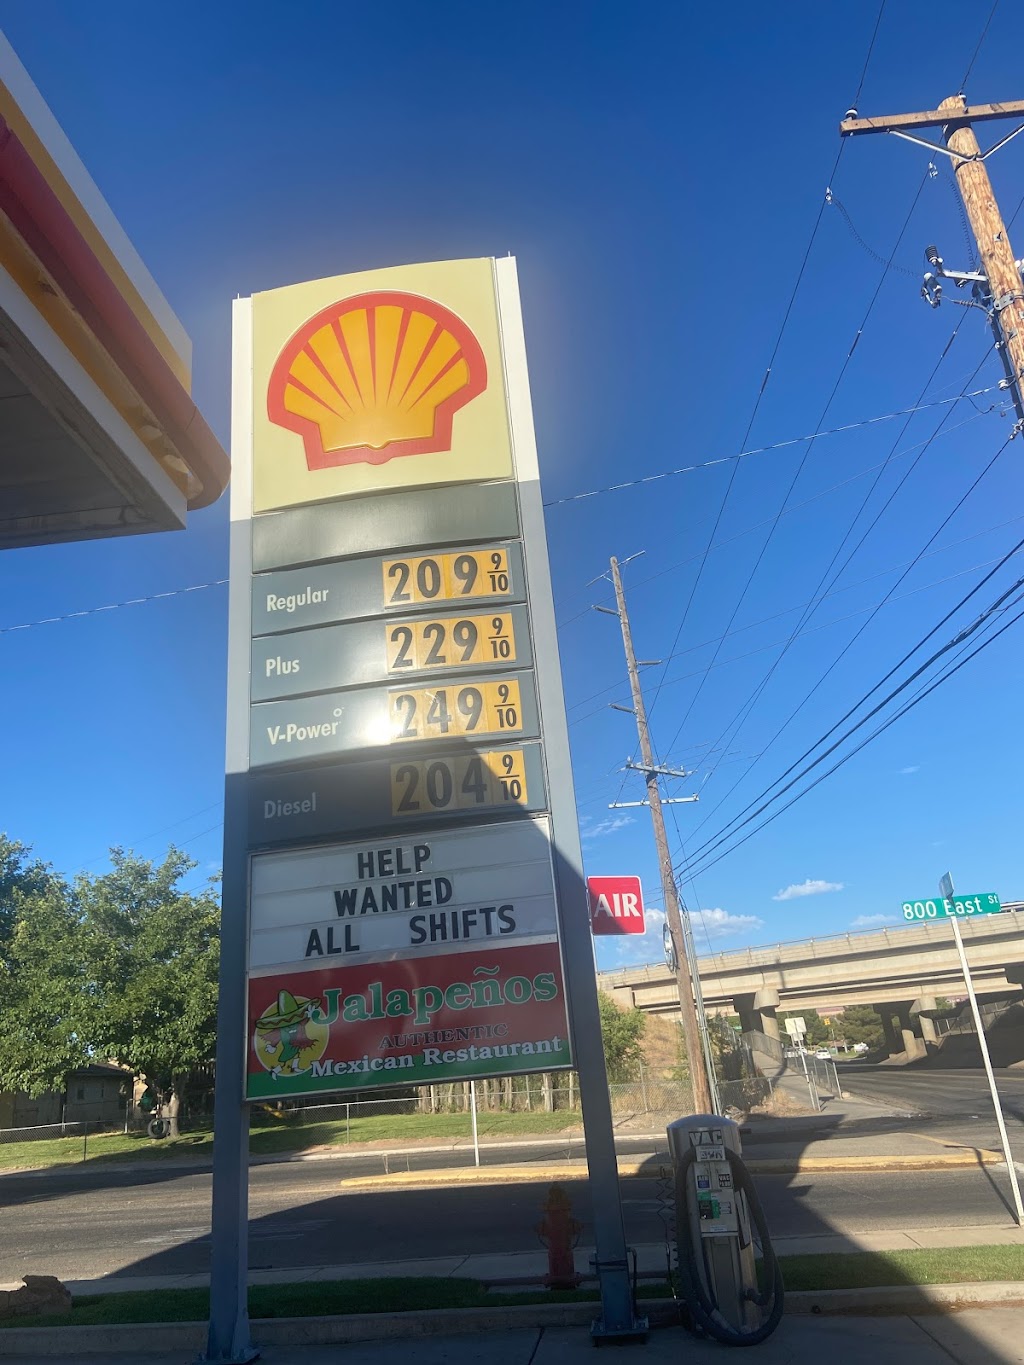 Regular 209 9/10
Plus 229 9/10
V-Power 249 9/10
Diesel 204 9/10
HELP
WANTED
ALL SHIFTS
Jalapeños
AUTHENTIC
Mexican Restaurant
AIR
800 East St
VAC